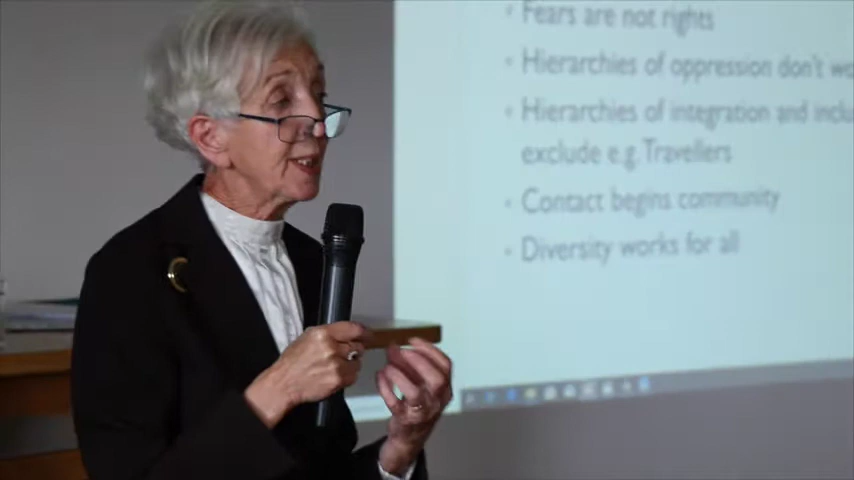 • Fears are not rights
• Hierarchies of oppression don't
• Hierarchies of integration and
exclude e.g. Travellers
• Contact begins community
• Diversity works for all